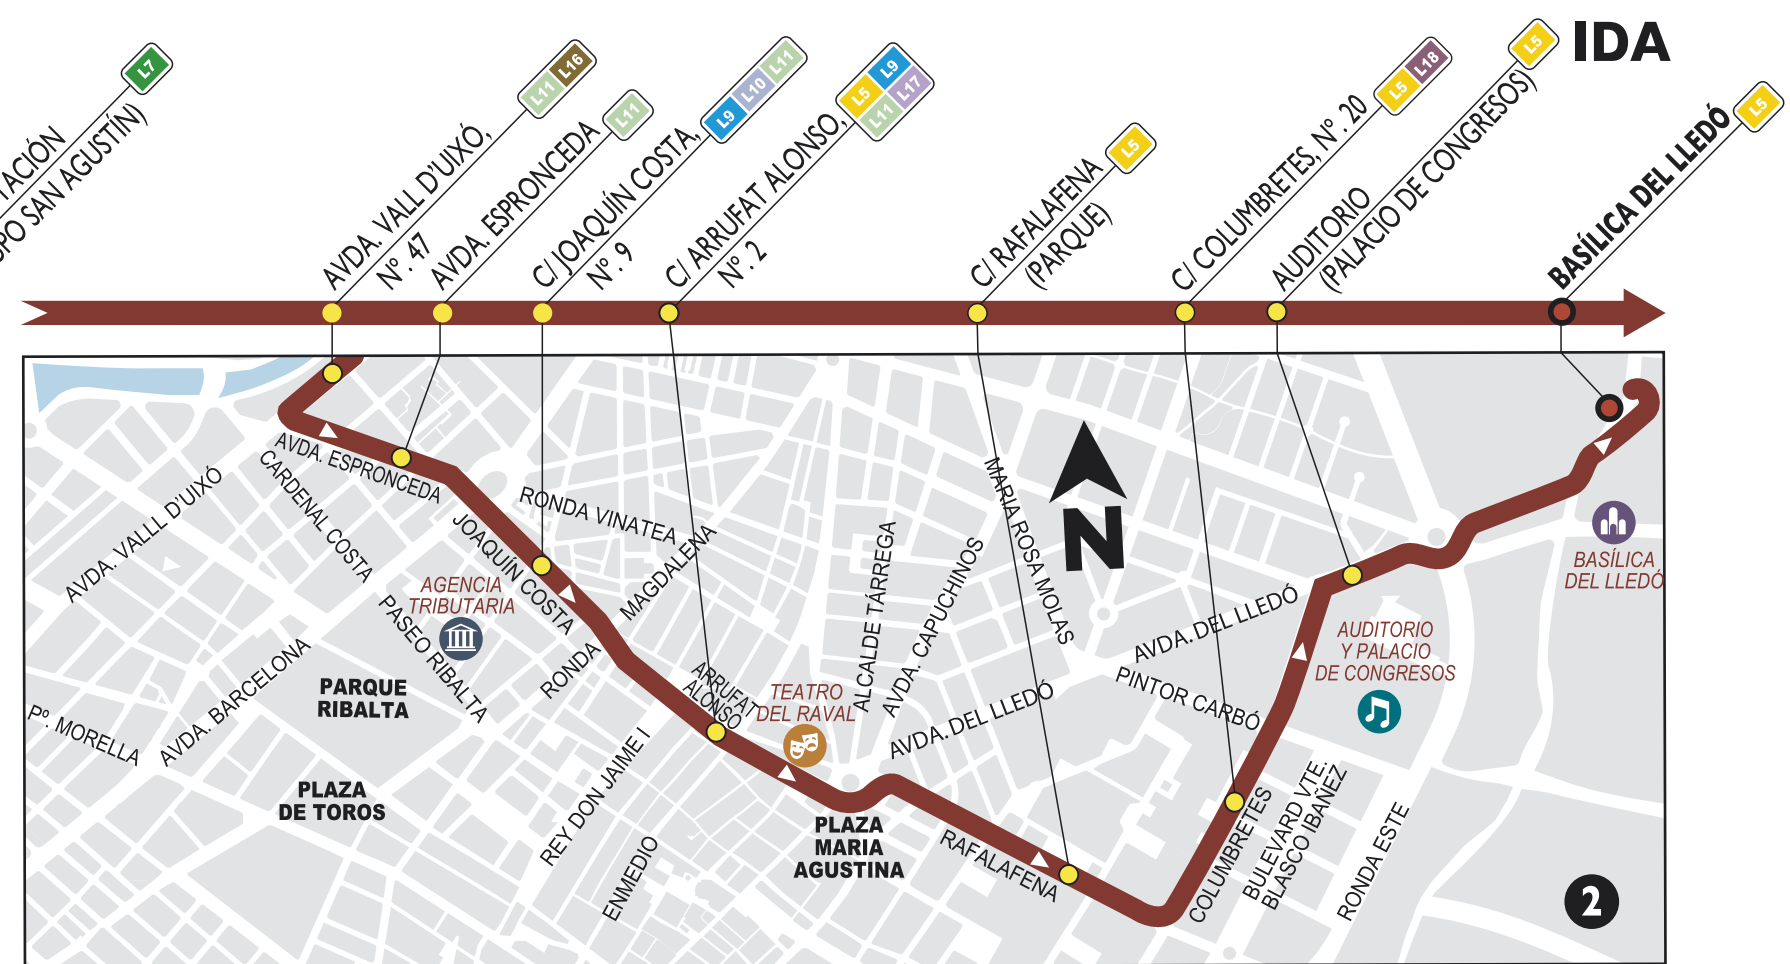 IDA
L7
TACIÓN
PO SAN AGUSTÍN)
L11 L16
AVDA. VALL D'UIXÓ,
Nº. 47
L11
AVDA. ESPRONCEDA
L9 L10 L11
C/ JOAQUÍN COSTA,
Nº. 9
L5 L9
L11 L17
C/ ARRUFAT ALONSO,
Nº. 2
L5
C/ RAFALAFENA
(PARQUE)
L5 L18
C/ COLUMBRETES, Nº. 20
L5
AUDITORIO
(PALACIO DE CONGRESOS)
L5
BASÍLICA DEL LLEDÓ
AVDA. ESPRONCEDA
AVDA. VALLL D'UIXÓ
CARDENAL COSTA
RONDA VINATEA
JOAQUÍN COSTA
MAGDALENA
AGENCIA
TRIBUTARIA
PASEO RIBALTA
RONDA
AVDA. BARCELONA
Pº. MORELLA
PARQUE
RIBALTA
PLAZA
DE TOROS
ARRUFAT
ALONSO
TEATRO
DEL RAVAL
ALCALDE TÁRREGA
AVDA. CAPUCHINOS
MARIA ROSA MOLAS
N
AVDA. DEL LLEDÓ
AVDA. DEL LLEDÓ
PINTOR CARBÓ
REY DON JAIME I
ENMEDIO
PLAZA
MARIA
AGUSTINA
RAFALAFENA
COLUMBRETES
BULEVARD VTE.
BLASCO IBAÑEZ
RONDA ESTE
AUDITORIO
Y PALACIO
DE CONGRESOS
BASÍLICA
DEL LLEDÓ
2